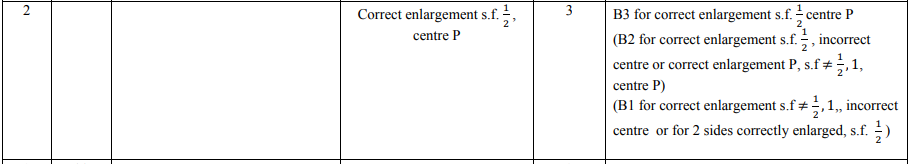 2
Correct enlargement s.f. 1/2,
centre P
3
B3 for correct enlargement s.f. 1/2 centre P
(B2 for correct enlargement s.f. 1/2 , incorrect
centre or correct enlargement P, s.f ≠ 1/2, 1,
centre P)
(B1 for correct enlargement s.f ≠ 1/2, 1,, incorrect
centre or for 2 sides correctly enlarged, s.f. 1/2 )